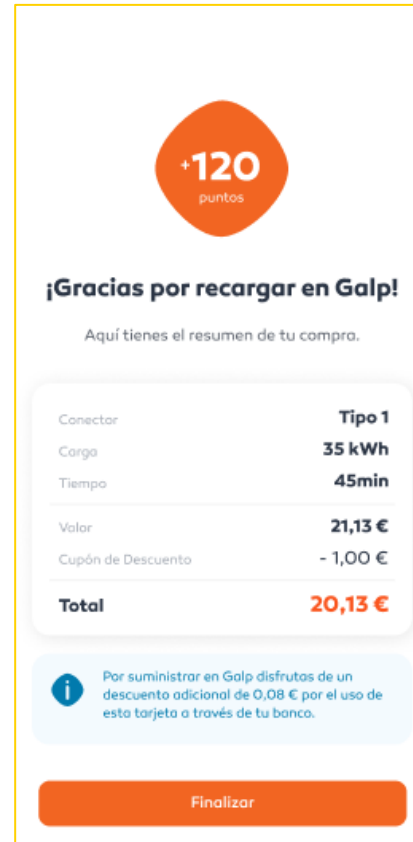 +120
puntos
¡Gracias por recargar en Galp!
Aquí tienes el resumen de tu compra.
Conector Tipo 1
Carga 35 kWh
Tiempo 45min
Valor 21,13 €
Cupón de Descuento - 1,00 €
Total 20,13 €
i
Por suministrar en Galp disfrutas de un
descuento adicional de 0,08 € por el uso de
esta tarjeta a través de tu banco.
Finalizar